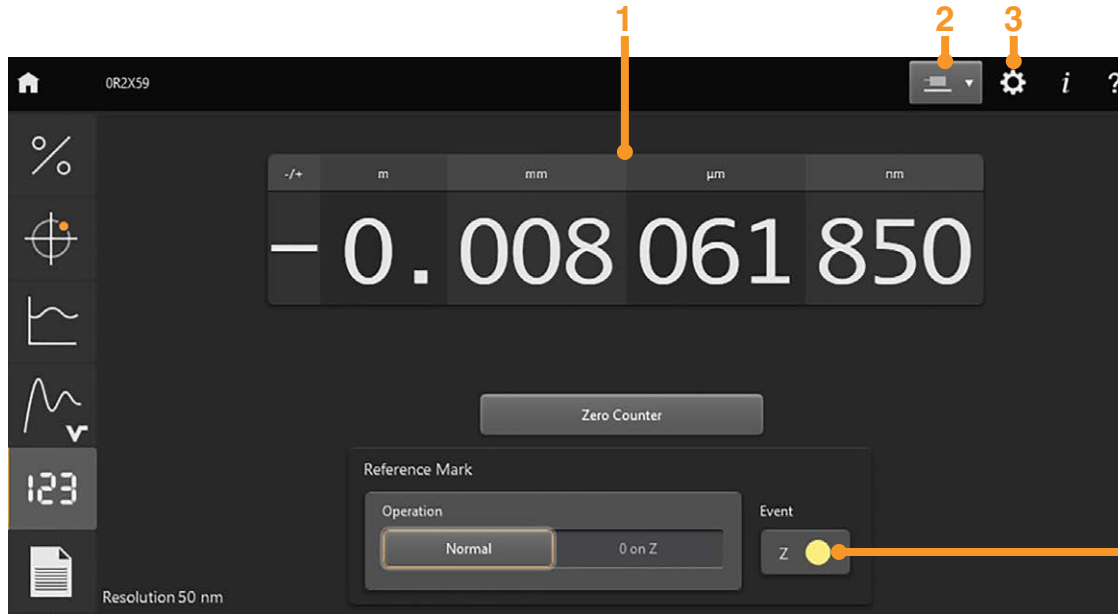 1 2 3
0R2X59 i ?
%
-/+ m mm µm nm
- 0. 008 061 850
Zero Counter
123
Reference Mark
Operation Event
Normal 0 on Z Z
Resolution 50 nm